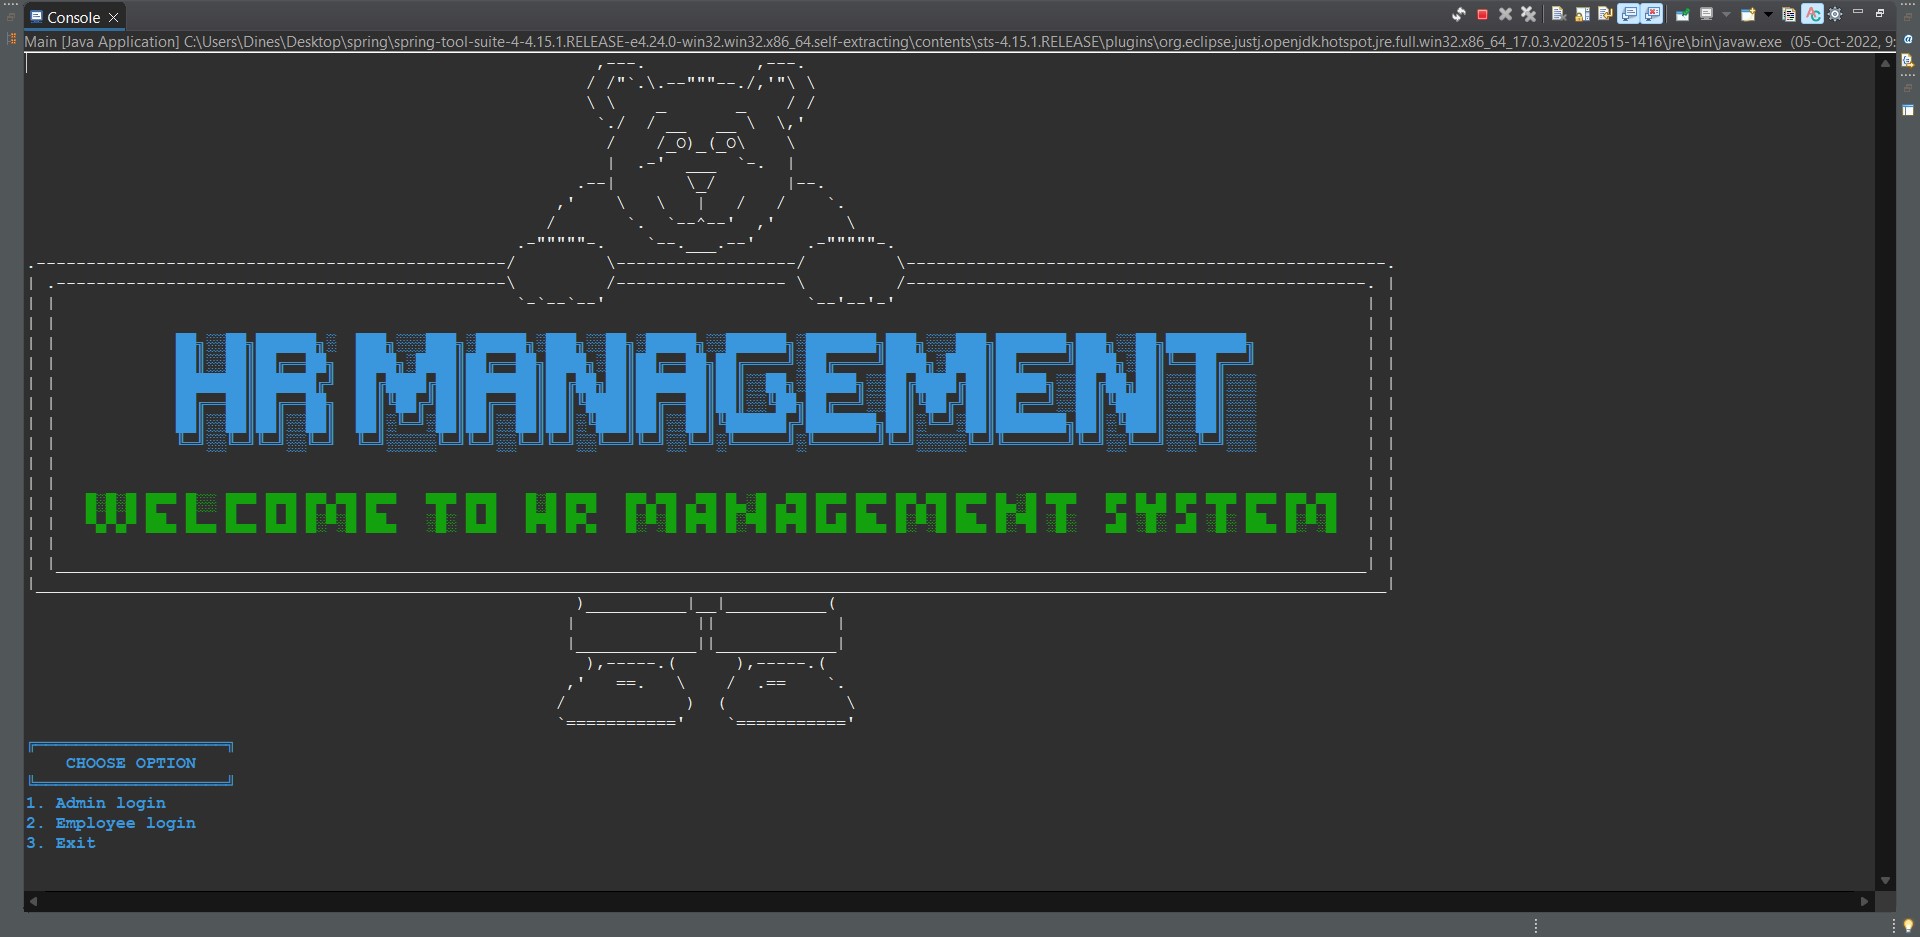 Console
Main [Java Application] C:\Users\Dines\Desktop\spring\spring-tool-suite-4-4.15.1.RELEASE-e4.24.0-win32.win32.x86_64.self-extracting\contents\sts-4.15.1.RELEASE\plugins\org.eclipse.justj.openjdk.hotspot.jre.full.win32.x86_64_17.0.3.v20220515-1416\jre\bin\javaw.exe (05-Oct-2022, 9:
HR MANAGEMENT
WELCOME TO HR MANAGEMENT SYSTEM
CHOOSE OPTION
1. Admin login
2. Employee login
3. Exit